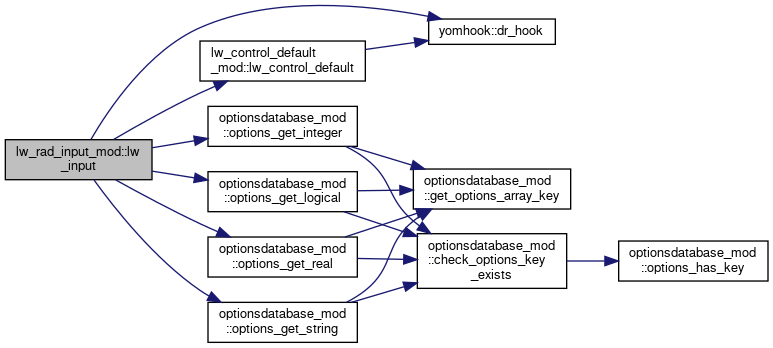 lw_rad_input_mod::lw
_input
yomhook::dr_hook
lw_control_default
_mod::lw_control_default
optionsdatabase_mod
::options_get_integer
optionsdatabase_mod
::options_get_logical
optionsdatabase_mod
::options_get_real
optionsdatabase_mod
::options_get_string
optionsdatabase_mod
::get_options_array_key
optionsdatabase_mod
::check_options_key
_exists
optionsdatabase_mod
::options_has_key